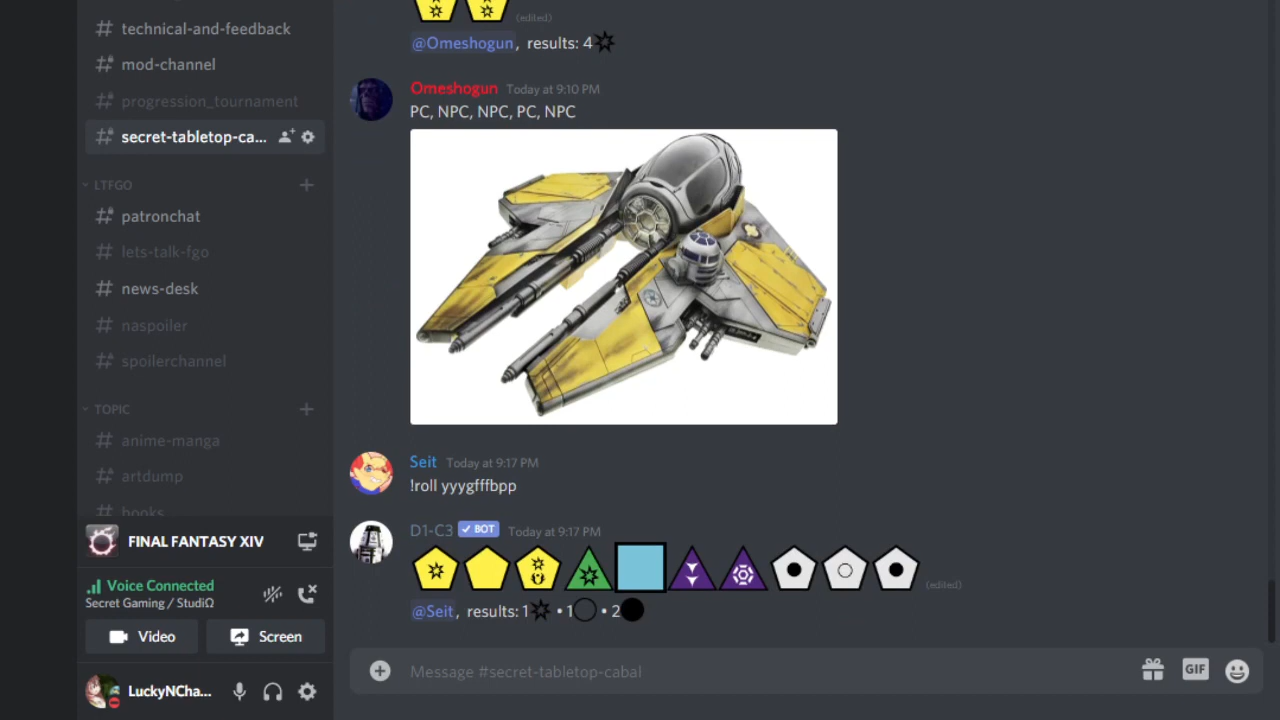 technical-and-feedback
mod-channel
progression_tournament
secret-tabletop-ca...
LTFGO
patronchat
lets-talk-fgo
news-desk
naspoiler
spoilerchannel
TOPIC
anime-manga
artdump
books
FINAL FANTASY XIV
Voice Connected
Secret Gaming / StudiΩ
Video
Screen
LuckyNCha...
(edited)
@Omeshogun, results: 4
Omeshogun Today at 9:10 PM
PC, NPC, NPC, PC, NPC
Seit Today at 9:17 PM
!roll yyygfffbpp
D1-C3 BOT Today at 9:17 PM
(edited)
@Seit, results: 1 • 1 • 2
Message #secret-tabletop-cabal
GIF